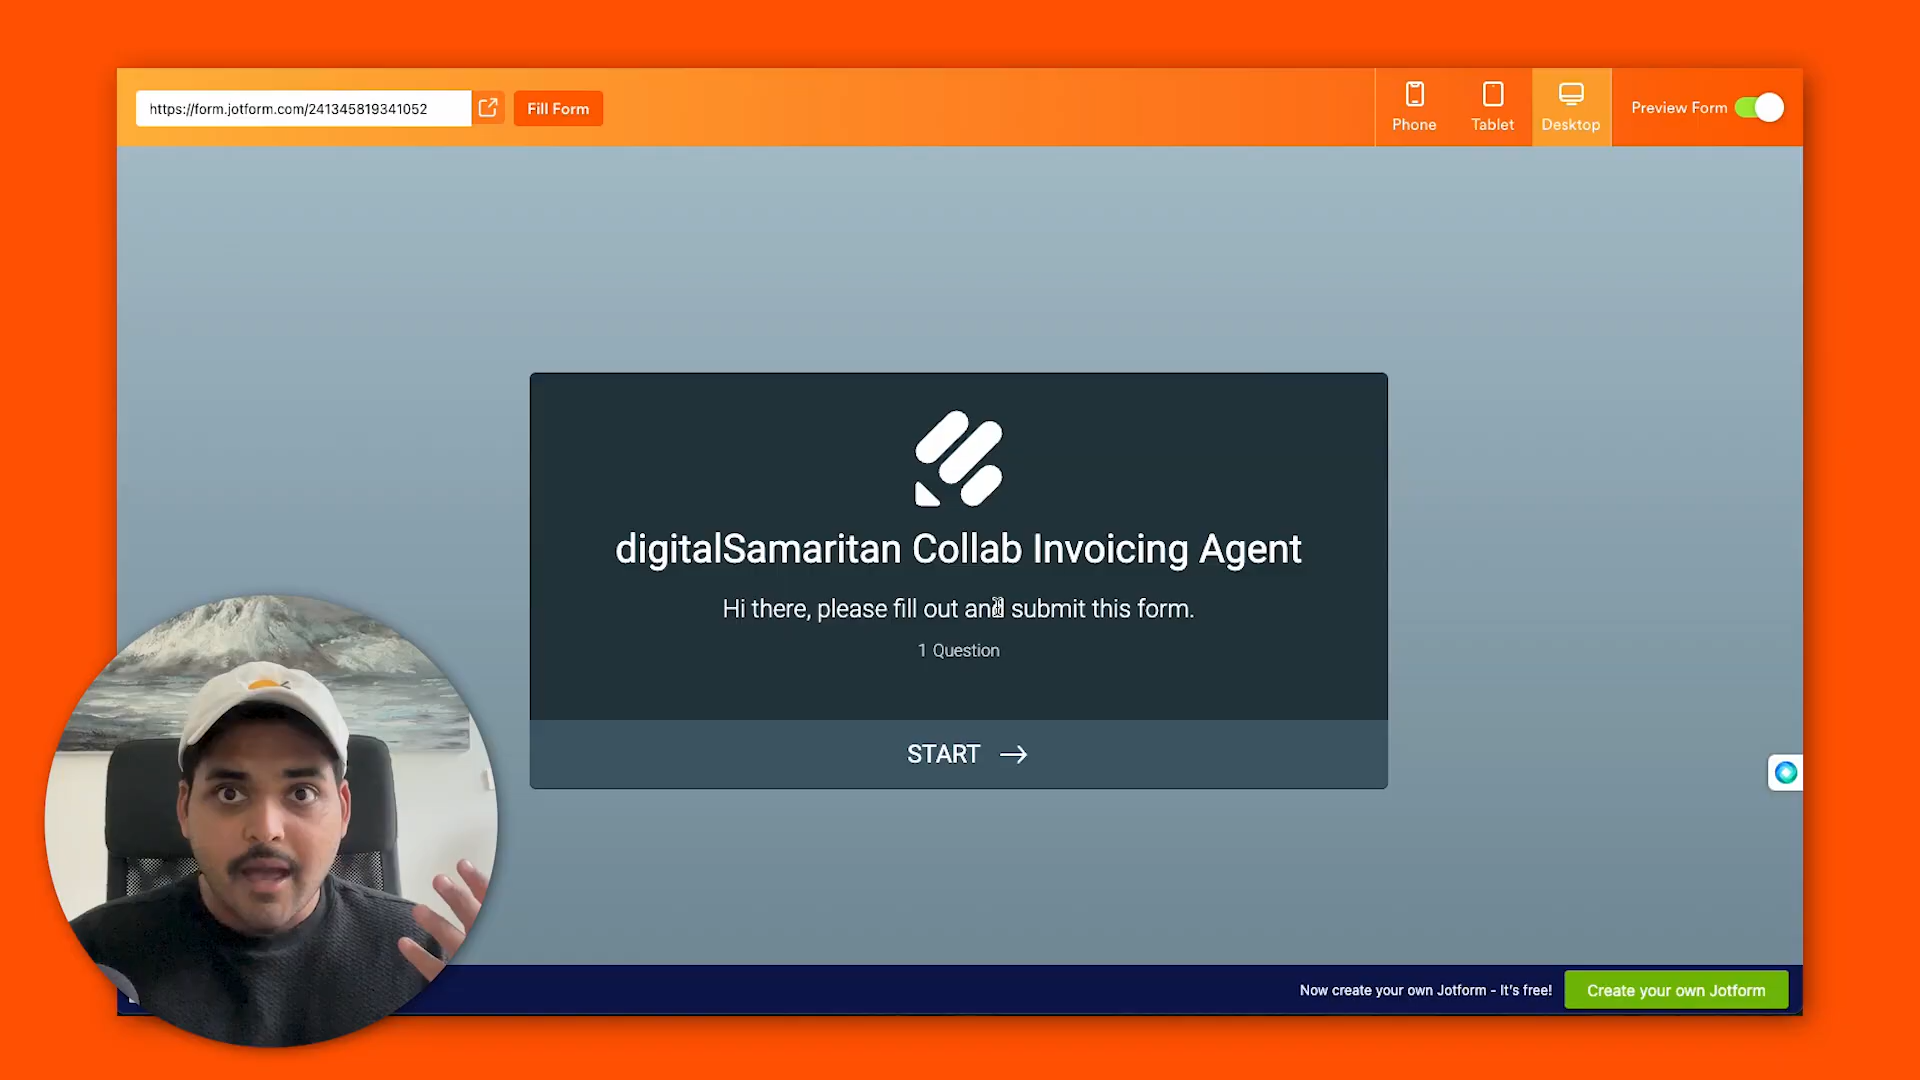 https://form.jotform.com/241345819341052
Fill Form
Phone
Tablet
Desktop
Preview Form
digitalSamaritan Collab Invoicing Agent
Hi there, please fill out and submit this form.
1 Question
START
Now create your own Jotform - It's free!
Create your own Jotform